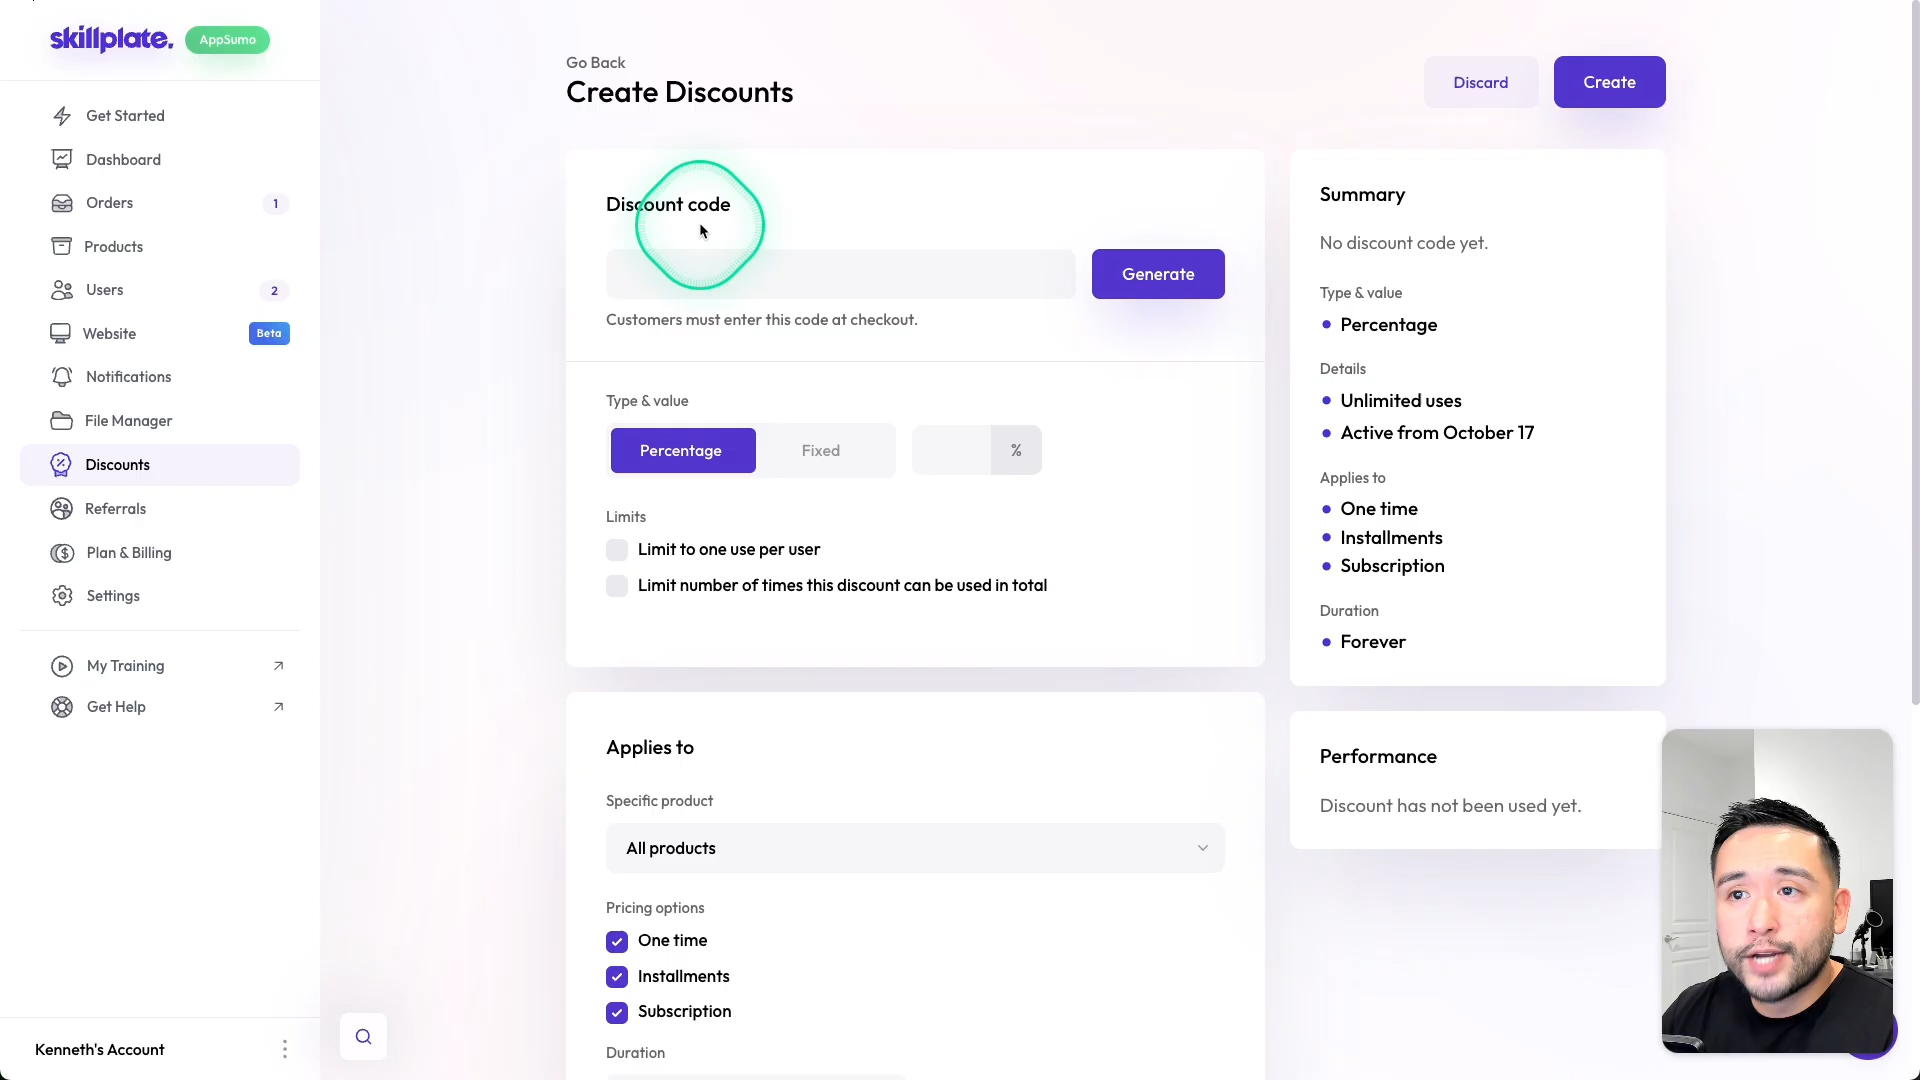 skillplate.
AppSumo
Get Started
Dashboard
Orders
1
Products
Users
2
Website
Beta
Notifications
File Manager
Discounts
Referrals
Plan & Billing
Settings
My Training
Get Help
Kenneth's Account
Go Back
Create Discounts
Discard
Create
Discount code
Generate
Customers must enter this code at checkout.
Type & value
Percentage
Fixed
%
Limits
Limit to one use per user
Limit number of times this discount can be used in total
Applies to
Specific product
All products
Pricing options
One time
Installments
Subscription
Duration
Summary
No discount code yet.
Type & value
Percentage
Details
Unlimited uses
Active from October 17
Applies to
One time
Installments
Subscription
Duration
Forever
Performance
Discount has not been used yet.